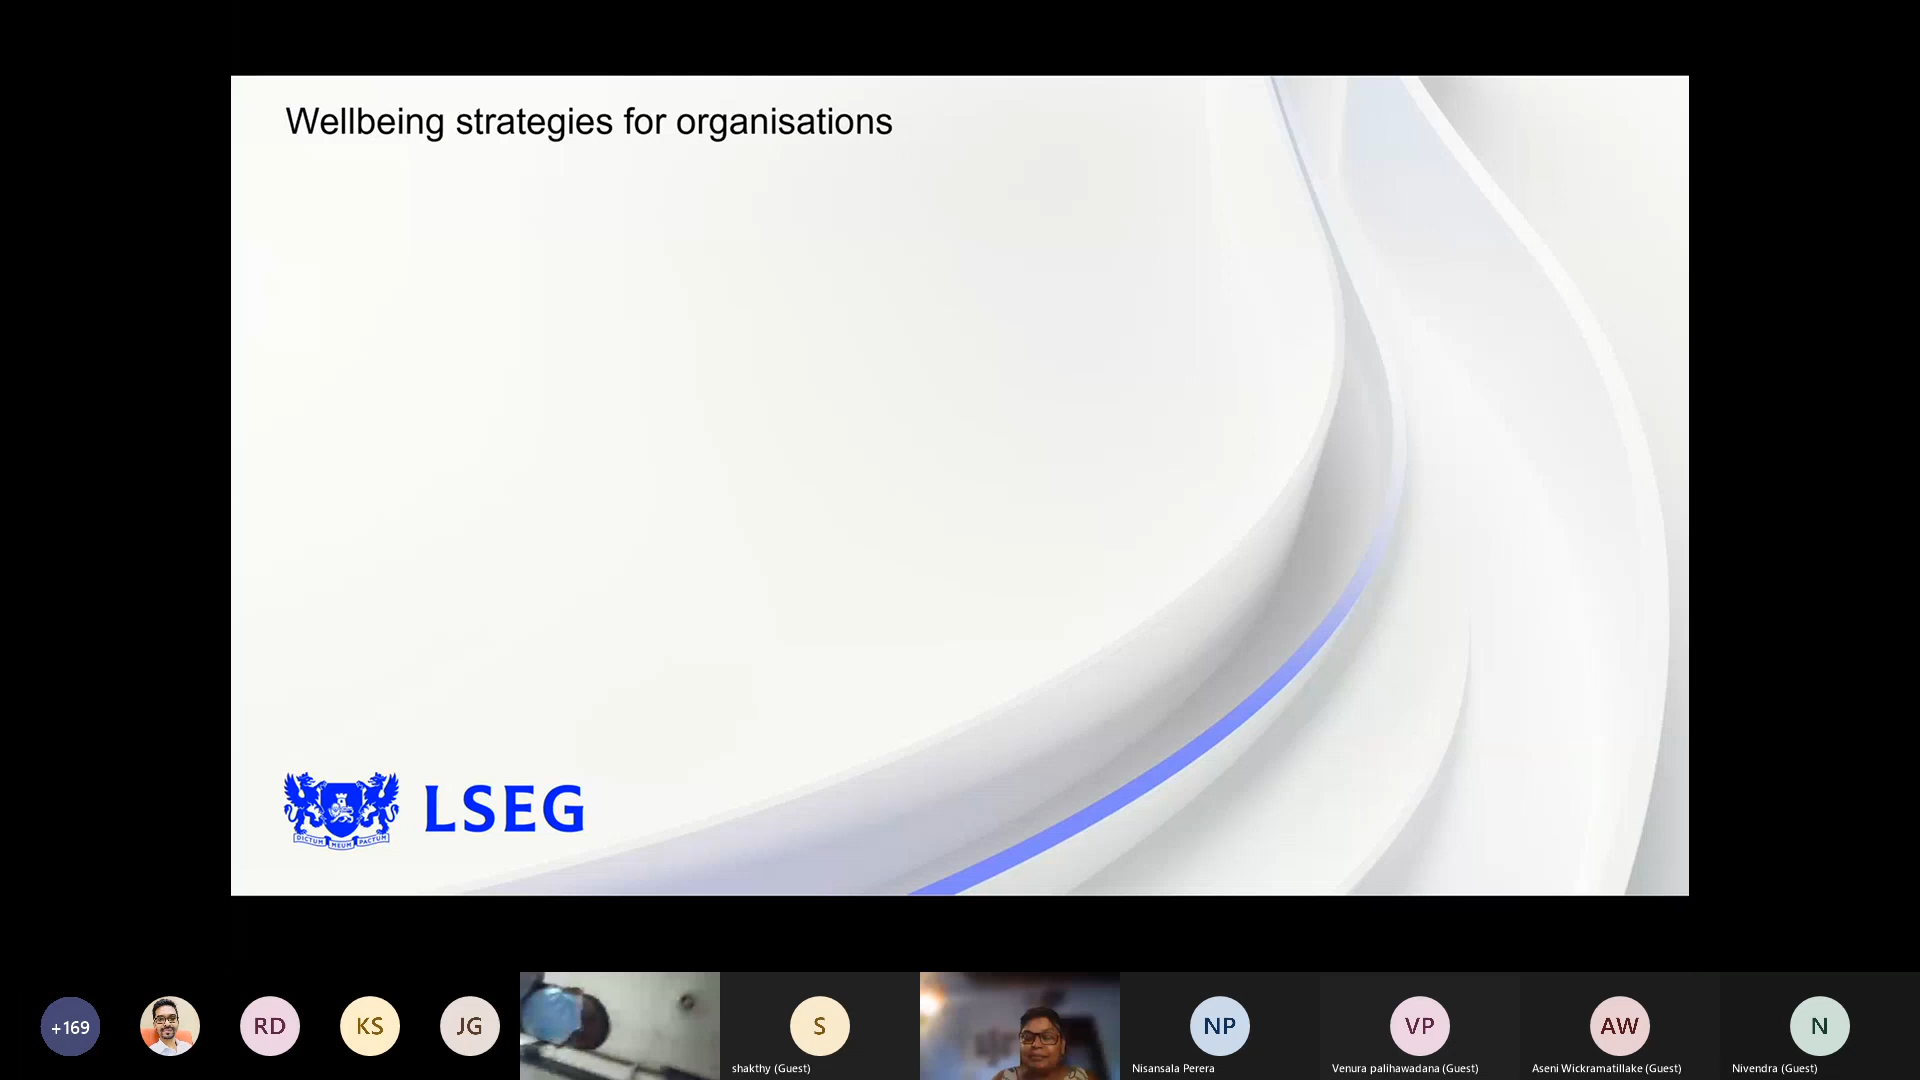 Wellbeing strategies for organisations
DICTUM MEUM PACTUM
LSEG
+169
RD
KS
JG
S
shakthy (Guest)
NP
Nisansala Perera
VP
Venura palihawadana (Guest)
AW
Aseni Wickramatillake (Guest)
N
Nivendra (Guest)